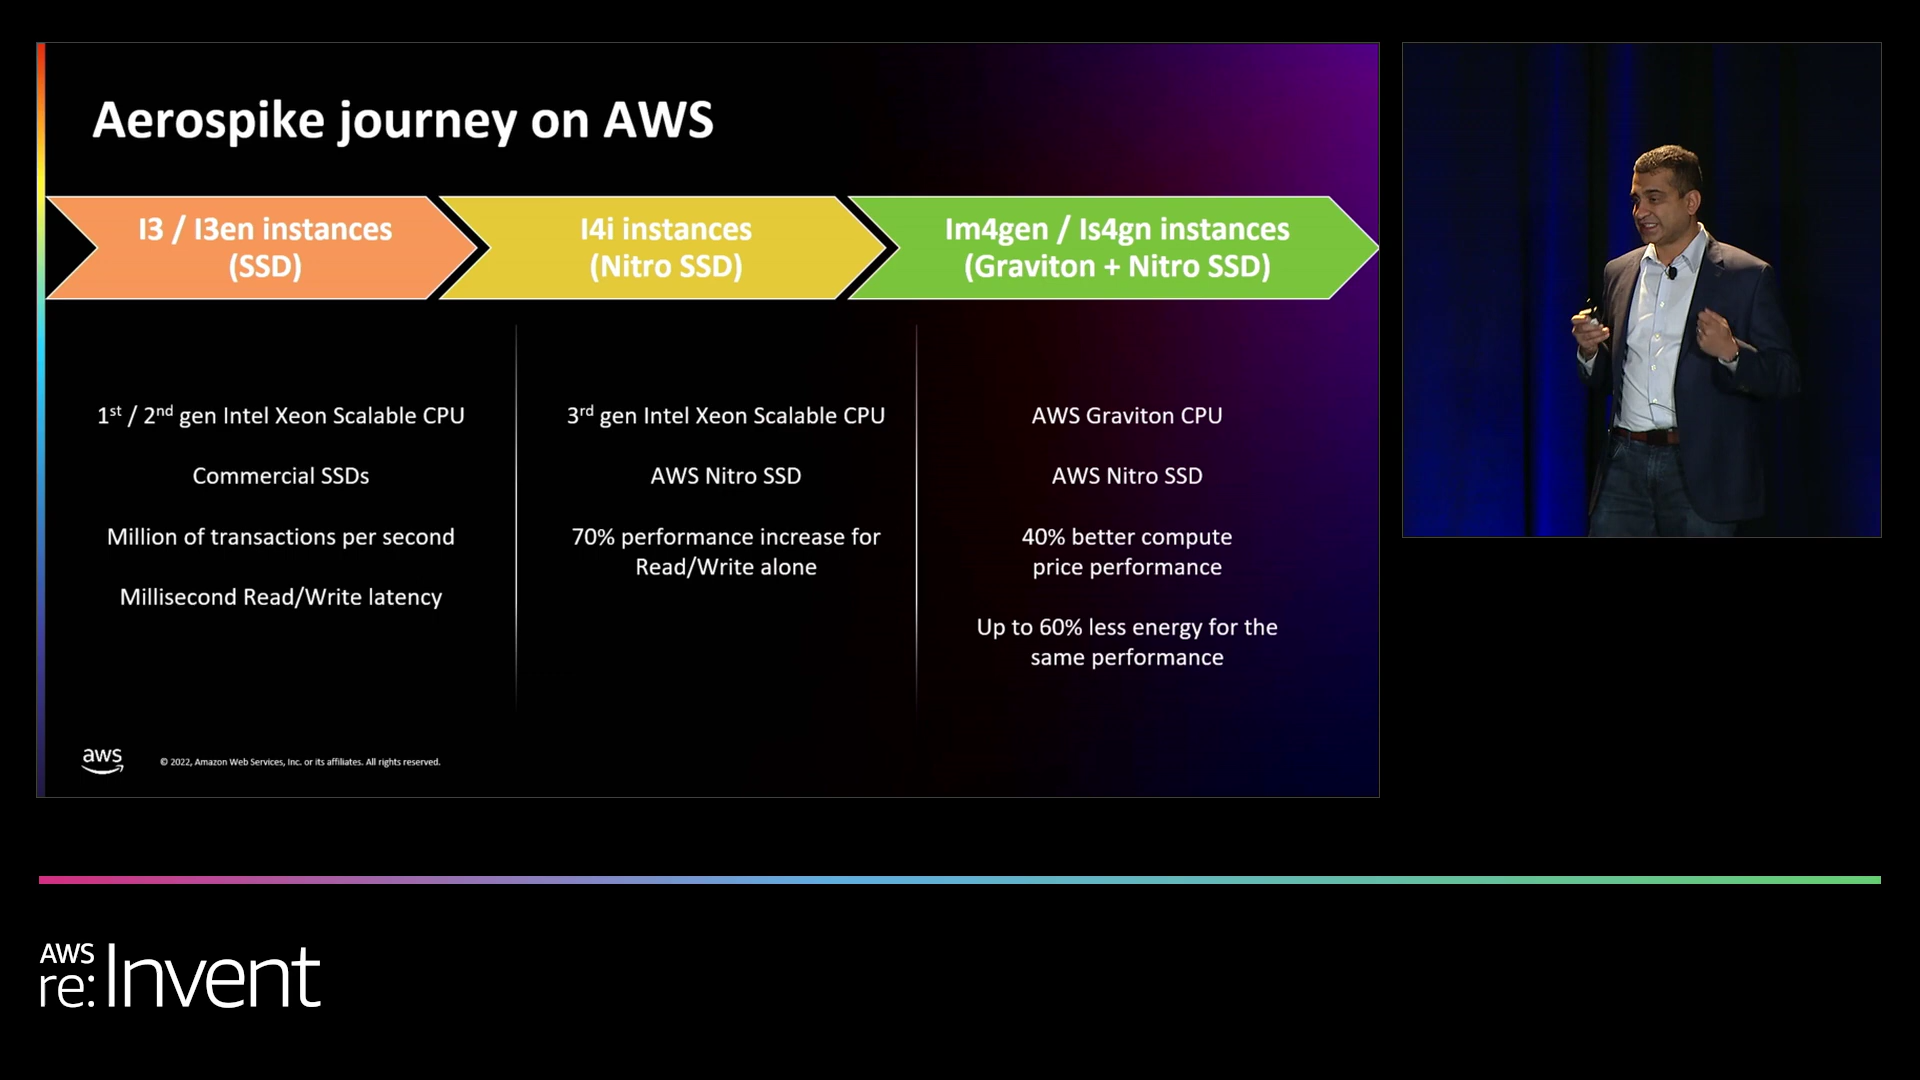 Aerospike journey on AWS
I3 / I3en instances
(SSD)
I4i instances
(Nitro SSD)
Im4gen / Is4gn instances
(Graviton + Nitro SSD)
1st / 2nd gen Intel Xeon Scalable CPU
Commercial SSDs
Million of transactions per second
Millisecond Read/Write latency
3rd gen Intel Xeon Scalable CPU
AWS Nitro SSD
70% performance increase for
Read/Write alone
AWS Graviton CPU
AWS Nitro SSD
40% better compute
price performance
Up to 60% less energy for the
same performance
aws
© 2022, Amazon Web Services, Inc. or its affiliates. All rights reserved.
AWS
re:Invent